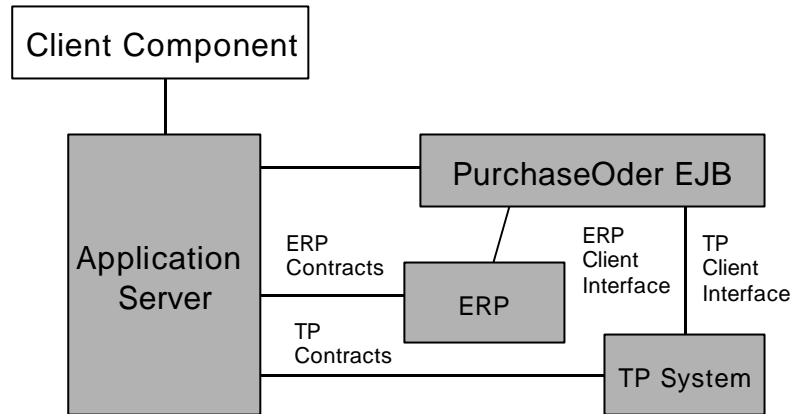 Client Component
PurchaseOder EJB
Application
Server
ERP
Contracts
ERP
Client
Interface
TP
Client
Interface
ERP
TP
Contracts
TP System